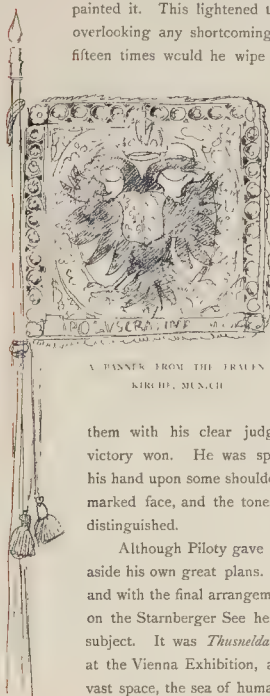 painted it. This lightened
overlooking any shortcoming
fifteen times wculd he wipe
A BANNER FROM THE FRAUEN
KIRCHE, MUNICH
them with his clear judg
victory won. He was sp
his hand upon some shoulde
marked face, and the tone
distinguished.
Although Piloty gave
aside his own great plans.
and with the final arrangem
on the Starnberger See he
subject. It was Thusnelda
at the Vienna Exhibition, a
vast space, the sea of huma